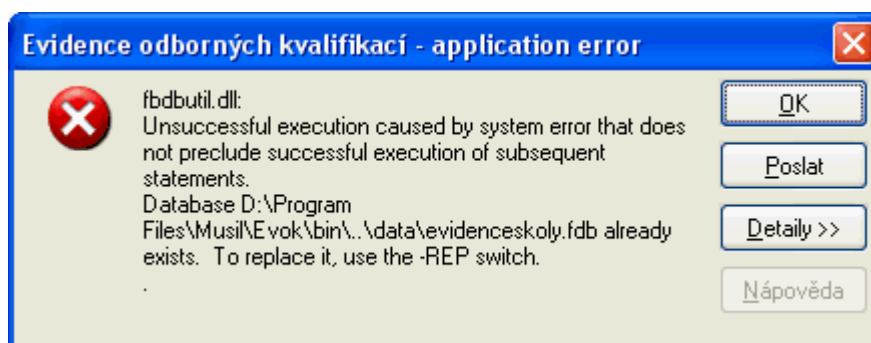 Evidence odborných kvalifikací - application error
fbdbutil.dll:
Unsuccessful execution caused by system error that does
not preclude successful execution of subsequent
statements.
Database D:\Program
Files\Musil\Evok\bin\..\data\evidenceskoly.fdb already
exists.  To replace it, use the -REP switch.
.
OK
Poslat
Detaily >>
Nápověda